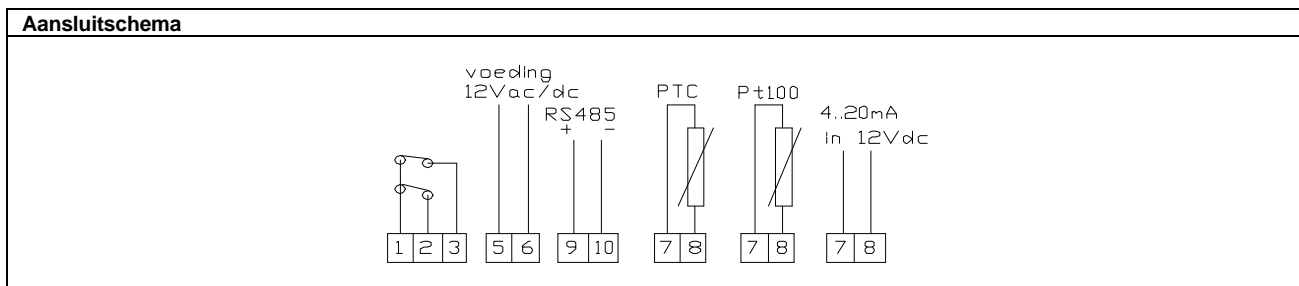 Aansluitschema
voeding
12Vac/dc
RS485
+ -
PTC
Pt100
4..20mA
in 12Vdc
1 2 3 5 6 9 10 7 8 7 8 7 8